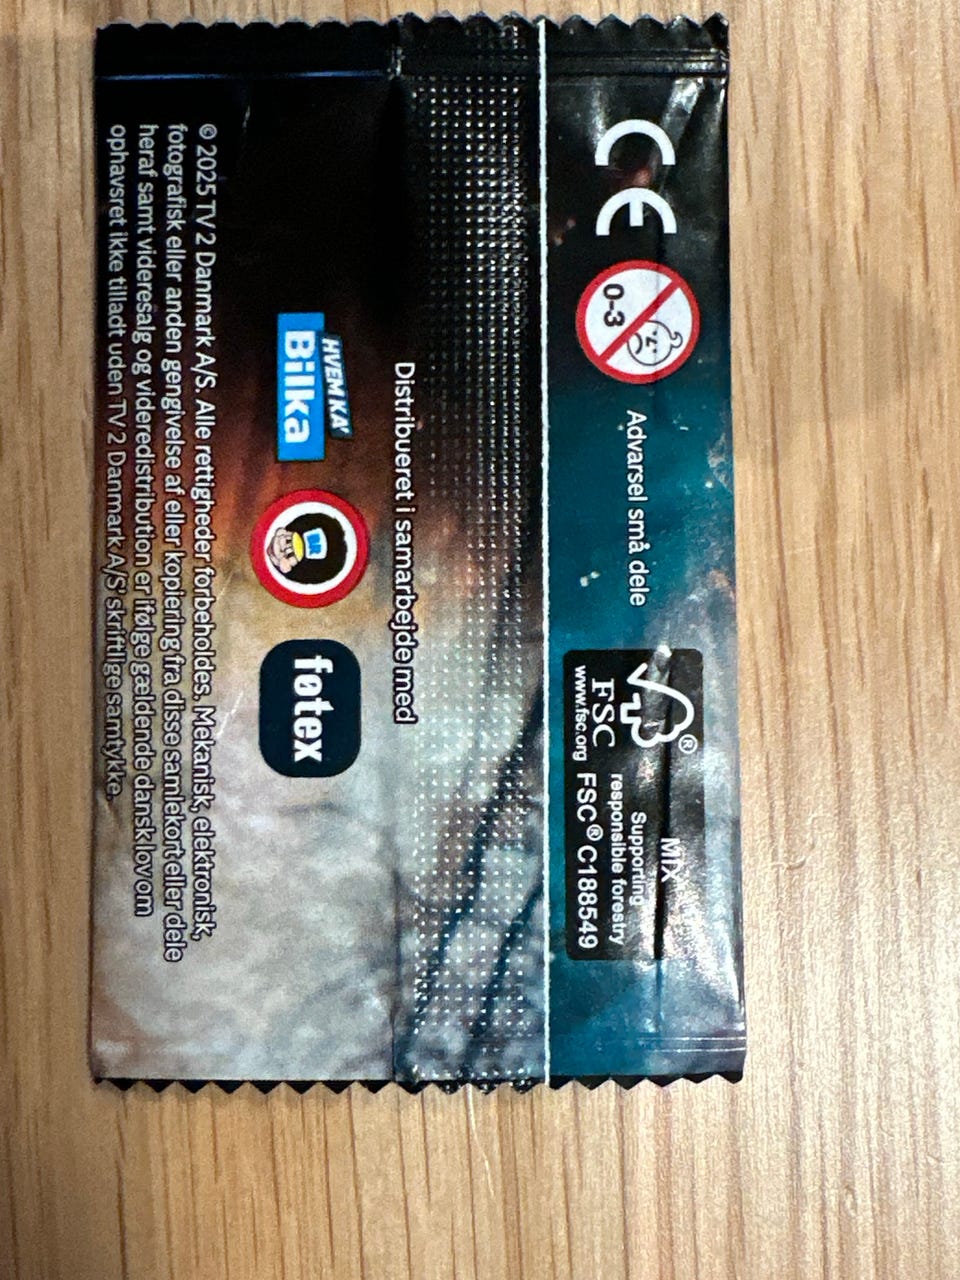 CE
0-3
Advarsel små dele
FSC
www.fsc.org
®
MIX
Supporting
responsible forestry
FSC® C188549
Distribueret i samarbejde med
HVEM KA'
Bilka
BR
føtex
© 2025 TV 2 Danmark A/S. Alle rettigheder forbeholdes. Mekanisk, elektronisk,
fotografisk eller anden gengivelse af eller kopiering fra disse samlekort eller dele
heraf samt videresalg og videredistribution er ifølge gældende dansk lov om
ophavsret ikke tilladt uden TV 2 Danmark A/S' skriftlige samtykke.